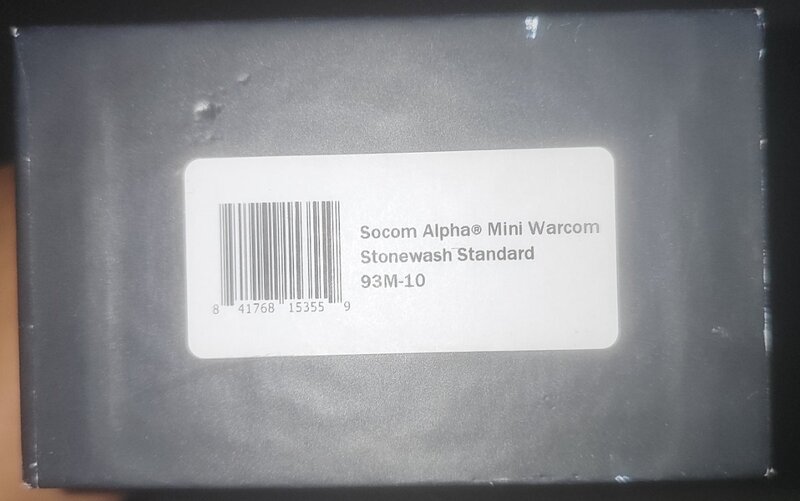 Socom Alpha® Mini Warcom
Stonewash Standard
93M-10
8 41768 15355 9